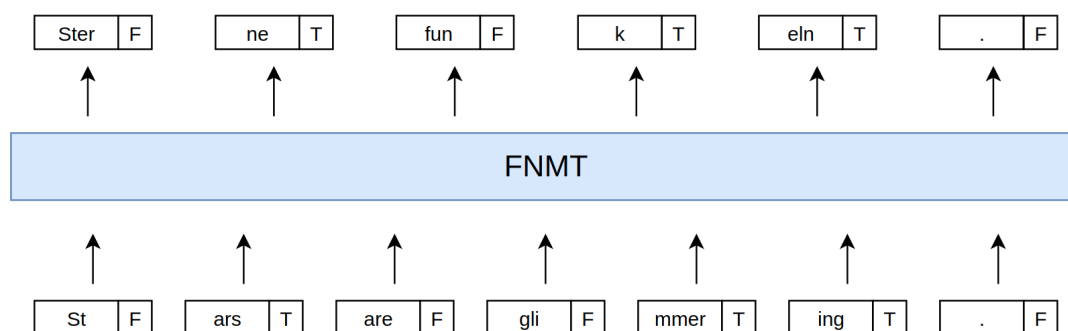 Ster F ne T fun F k T eln T . F
FNMT
St F ars T are F gli F mmer T ing T . F